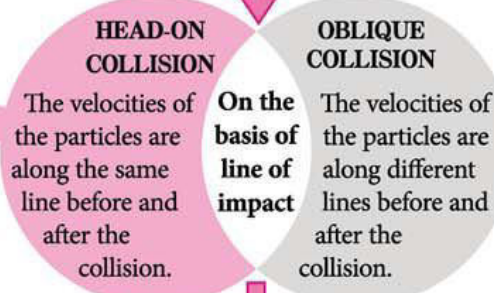 HEAD-ON
COLLISION
The velocities of
the particles are
along the same
line before and
after the
collision.
On the
basis of
line of
impact
OBLIQUE
COLLISION
The velocities of
the particles are
along different
lines before and
after the
collision.